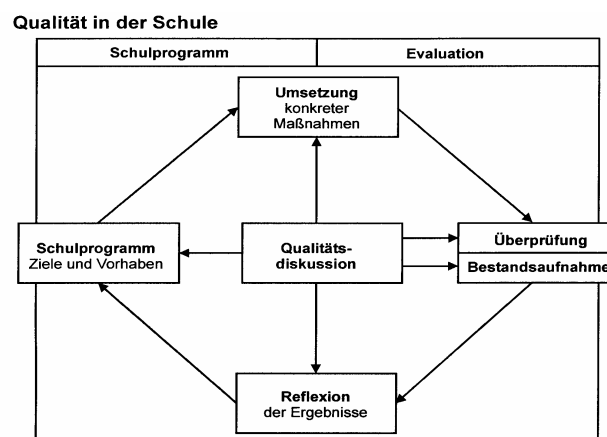 Qualität in der Schule
Schulprogramm
Evaluation
Umsetzung
konkreter
Maßnahmen
Schulprogramm
Ziele und Vorhaben
Qualitäts-
diskussion
Überprüfung
Bestandsaufnahme
Reflexion
der Ergebnisse